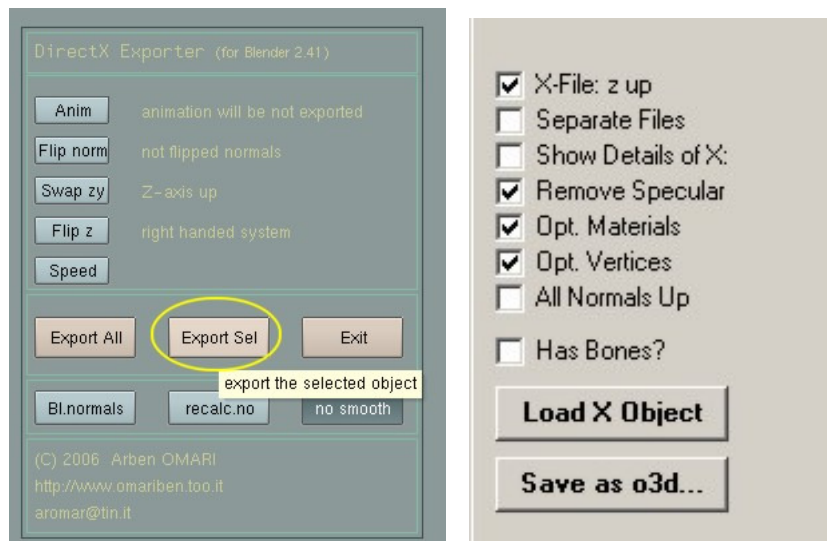 DirectX Exporter (for Blender 2.41)
Anim animation will be not exported
Flip norm not flipped normals
Swap zy Z-axis up
Flip z right handed system
Speed
Export All Export Sel Exit
export the selected object
Bl.normals recalc.no no smooth
(C) 2006 Arben OMARI
http://www.omariben.too.it
aromar@tin.it
X-File: z up
Separate Files
Show Details of X:
Remove Specular
Opt. Materials
Opt. Vertices
All Normals Up
Has Bones?
Load X Object
Save as o3d...